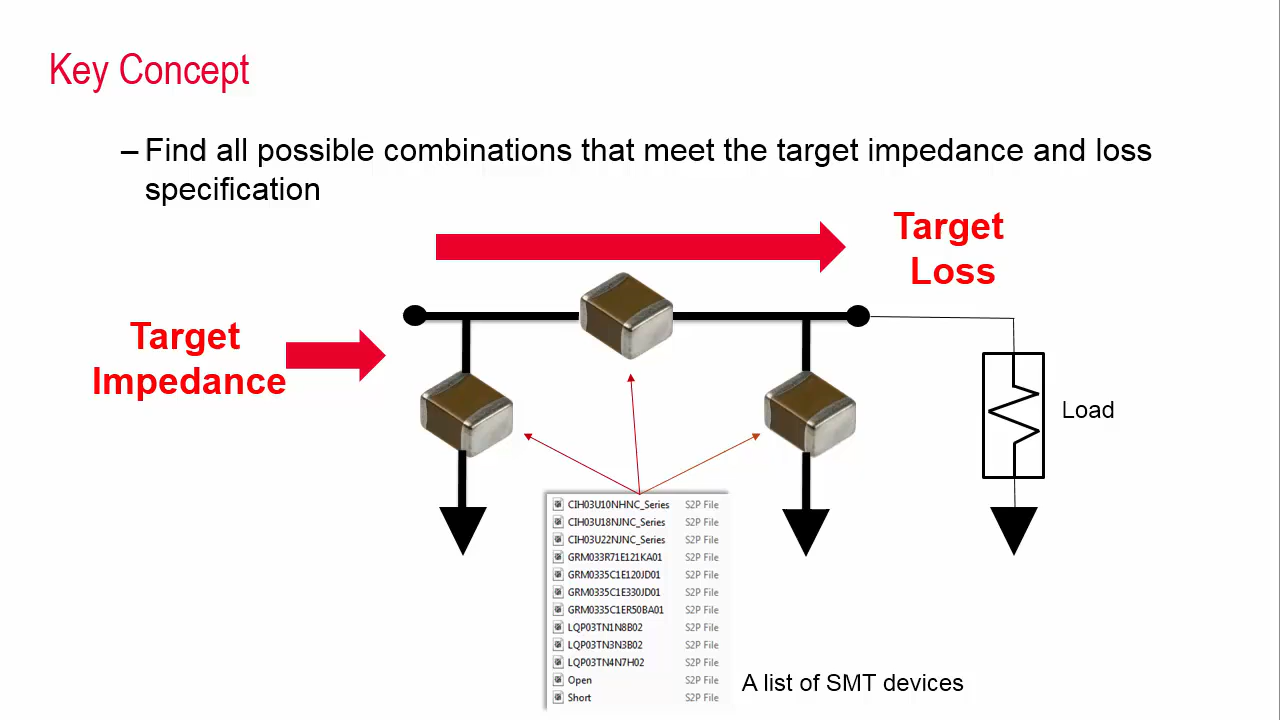 Key Concept
– Find all possible combinations that meet the target impedance and loss
specification
Target
Loss
Target
Impedance
Load
CIH03U10NHNC_Series S2P File
CIH03U18NJNC_Series S2P File
CIH03U22NJNC_Series S2P File
GRM033R71E121KA01 S2P File
GRM0335C1E120JD01 S2P File
GRM0335C1E330JD01 S2P File
GRM0335C1ER50BA01 S2P File
LQP03TN1N8B02 S2P File
LQP03TN3N3B02 S2P File
LQP03TN4N7H02 S2P File
Open S2P File
Short S2P File
A list of SMT devices